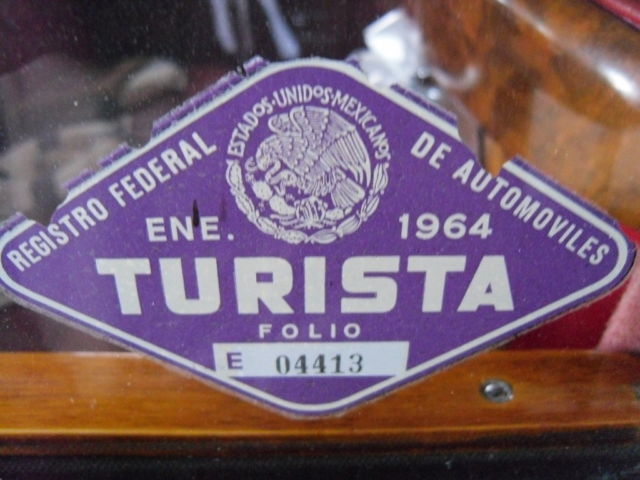 ESTADOS·UNIDOS·MEXICANOS
REGISTRO FEDERAL DE AUTOMOVILES
ENE. 1964
TURISTA
FOLIO
E 04413